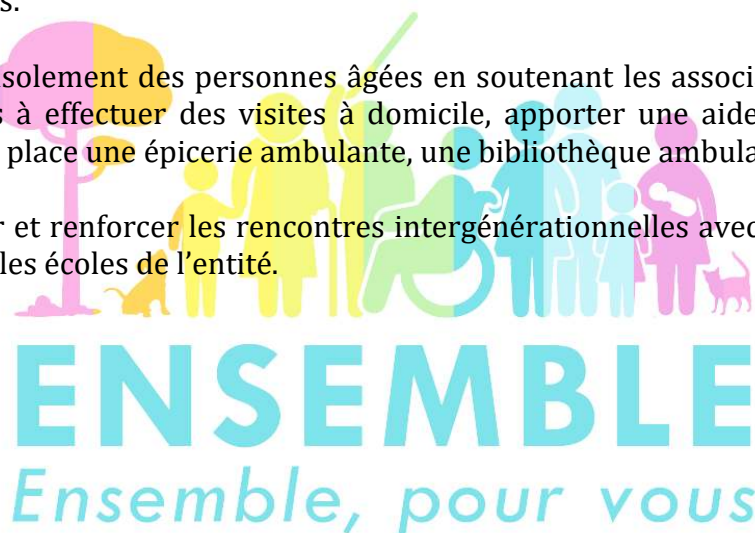 s.
isolement des personnes âgées en soutenant les associ
s à effectuer des visites à domicile, apporter une aide
place une épicerie ambulante, une bibliothèque ambula
r et renforcer les rencontres intergénérationnelles avec
les écoles de l'entité.
ENSEMBLE
Ensemble, pour vous